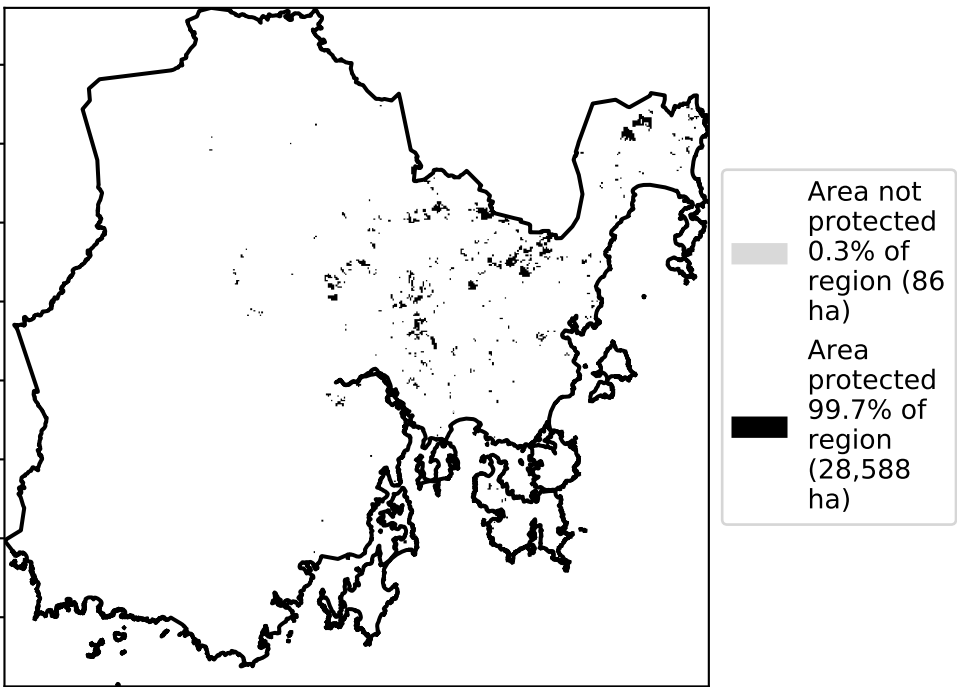 Area not
protected
0.3% of
region (86
ha)
Area
protected
99.7% of
region
(28,588
ha)